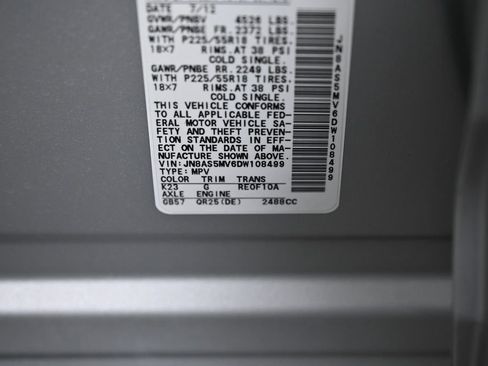 DATE 7/12
GVWR/PNBV 4526 LBS.
GAWR/PNBE FR. 2372 LBS.
WITH P225/55R18 TIRES.
18X7 RIMS.AT 38 PSI
COLD SINGLE.
GAWR/PNBE RR. 2249 LBS.
WITH P225/55R18 TIRES.
18X7 RIMS.AT 38 PSI
COLD SINGLE.
THIS VEHICLE CONFORMS
TO ALL APPLICABLE FED-
ERAL MOTOR VEHICLE SA-
FETY AND THEFT PREVEN-
TION STANDARDS IN EFF-
ECT ON THE DATE OF MA-
NUFACTURE SHOWN ABOVE.
VIN:JN8AS5MV6DW108499
TYPE:MPV
COLOR TRIM TRANS
K23 G RE0F10A
AXLE ENGINE
GB57 QR25(DE) 2488CC
JN8AS5MV6DW108499